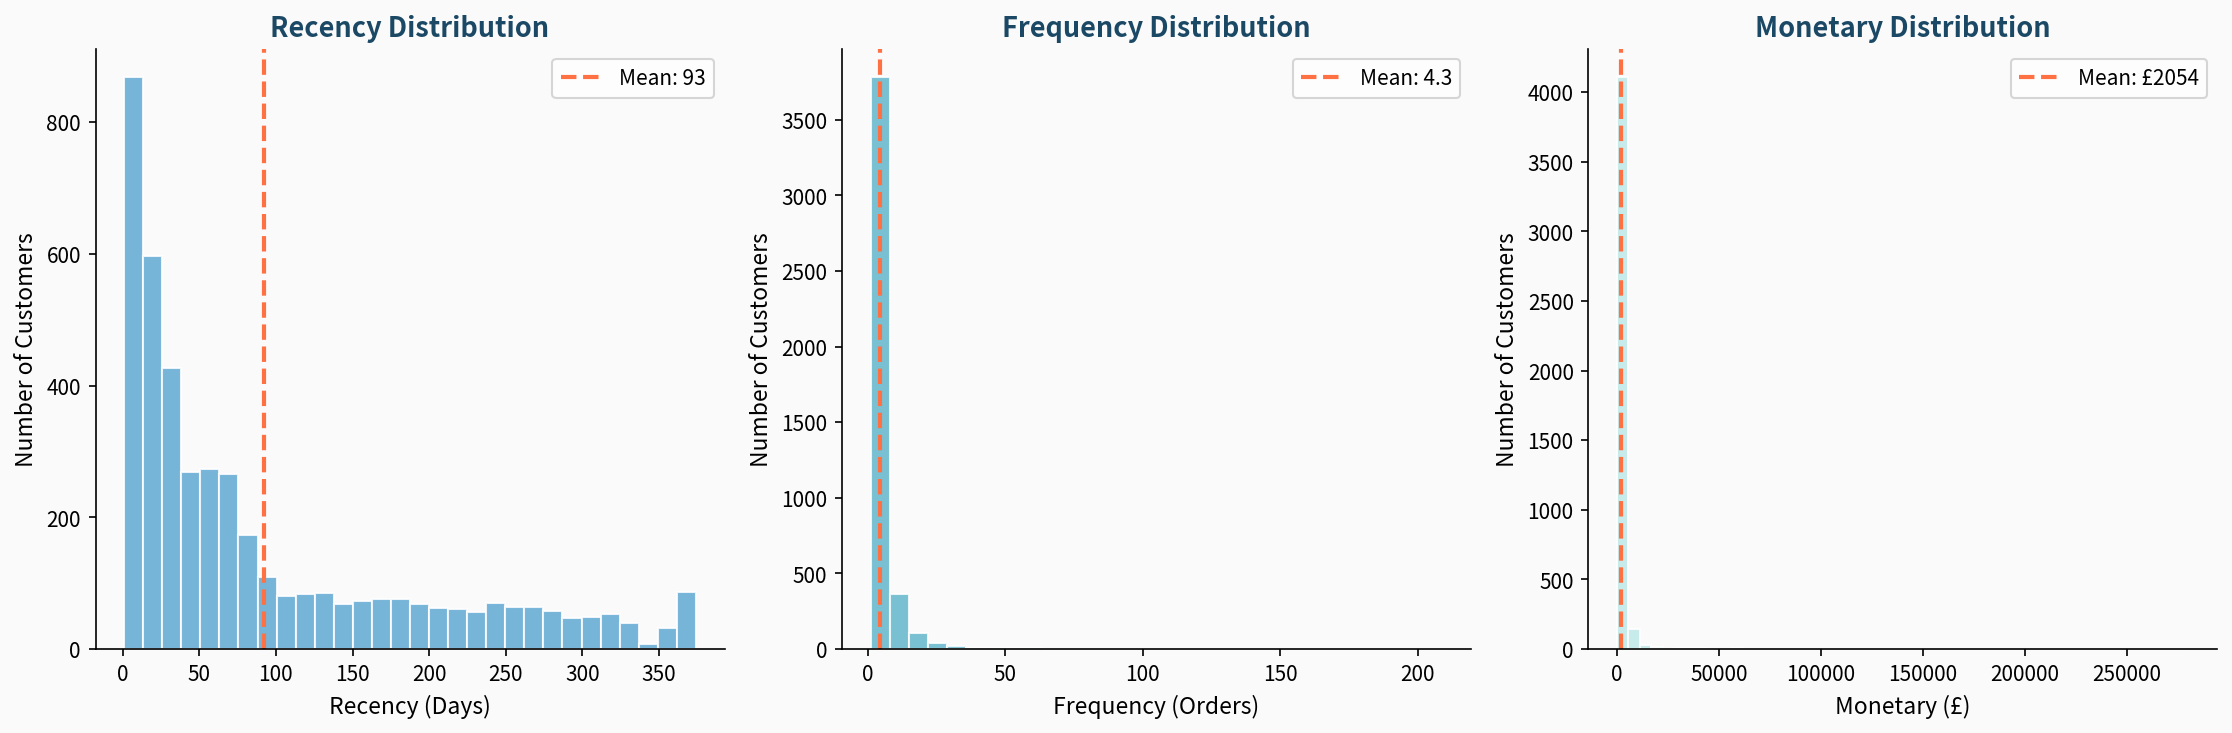 Recency Distribution
Mean: 93
Number of Customers
800
600
400
200
0
0 50 100 150 200 250 300 350
Recency (Days)
Frequency Distribution
Mean: 4.3
Number of Customers
3500
3000
2500
2000
1500
1000
500
0
0 50 100 150 200
Frequency (Orders)
Monetary Distribution
Mean: £2054
Number of Customers
4000
3500
3000
2500
2000
1500
1000
500
0
0 50000 100000 150000 200000 250000
Monetary (£)